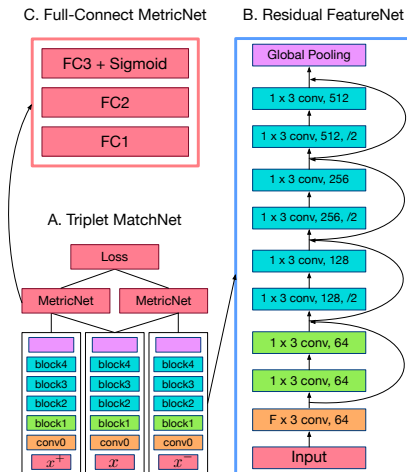 C. Full-Connect MetricNet
FC3 + Sigmoid
FC2
FC1
A. Triplet MatchNet
Loss
MetricNet MetricNet
block4 block4 block4
block3 block3 block3
block2 block2 block2
block1 block1 block1
conv0 conv0 conv0
x⁺ x x⁻
B. Residual FeatureNet
Global Pooling
1 x 3 conv, 512
1 x 3 conv, 512, /2
1 x 3 conv, 256
1 x 3 conv, 256, /2
1 x 3 conv, 128
1 x 3 conv, 128, /2
1 x 3 conv, 64
1 x 3 conv, 64
F x 3 conv, 64
Input